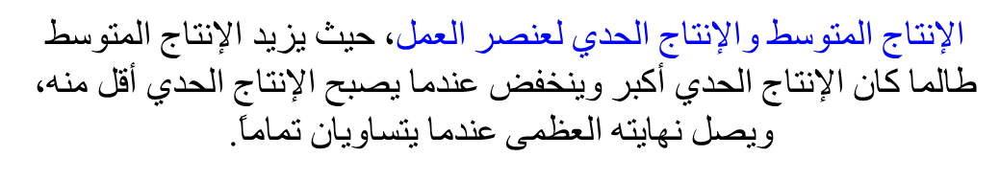 الإنتاج المتوسط والإنتاج الحدي لعنصر العمل، حيث يزيد الإنتاج المتوسط
طالما كان الإنتاج الحدي أكبر وينخفض عندما يصبح الإنتاج الحدي أقل منه،
ويصل نهايته العظمى عندما يتساويان تماماً.